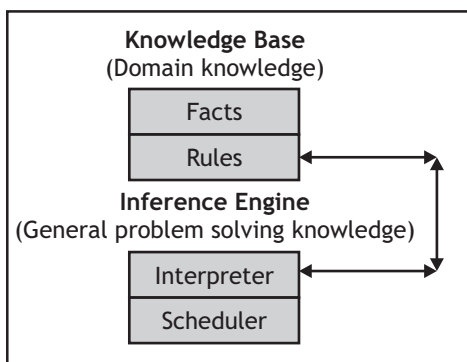 Knowledge Base
(Domain knowledge)
Facts
Rules
Inference Engine
(General problem solving knowledge)
Interpreter
Scheduler